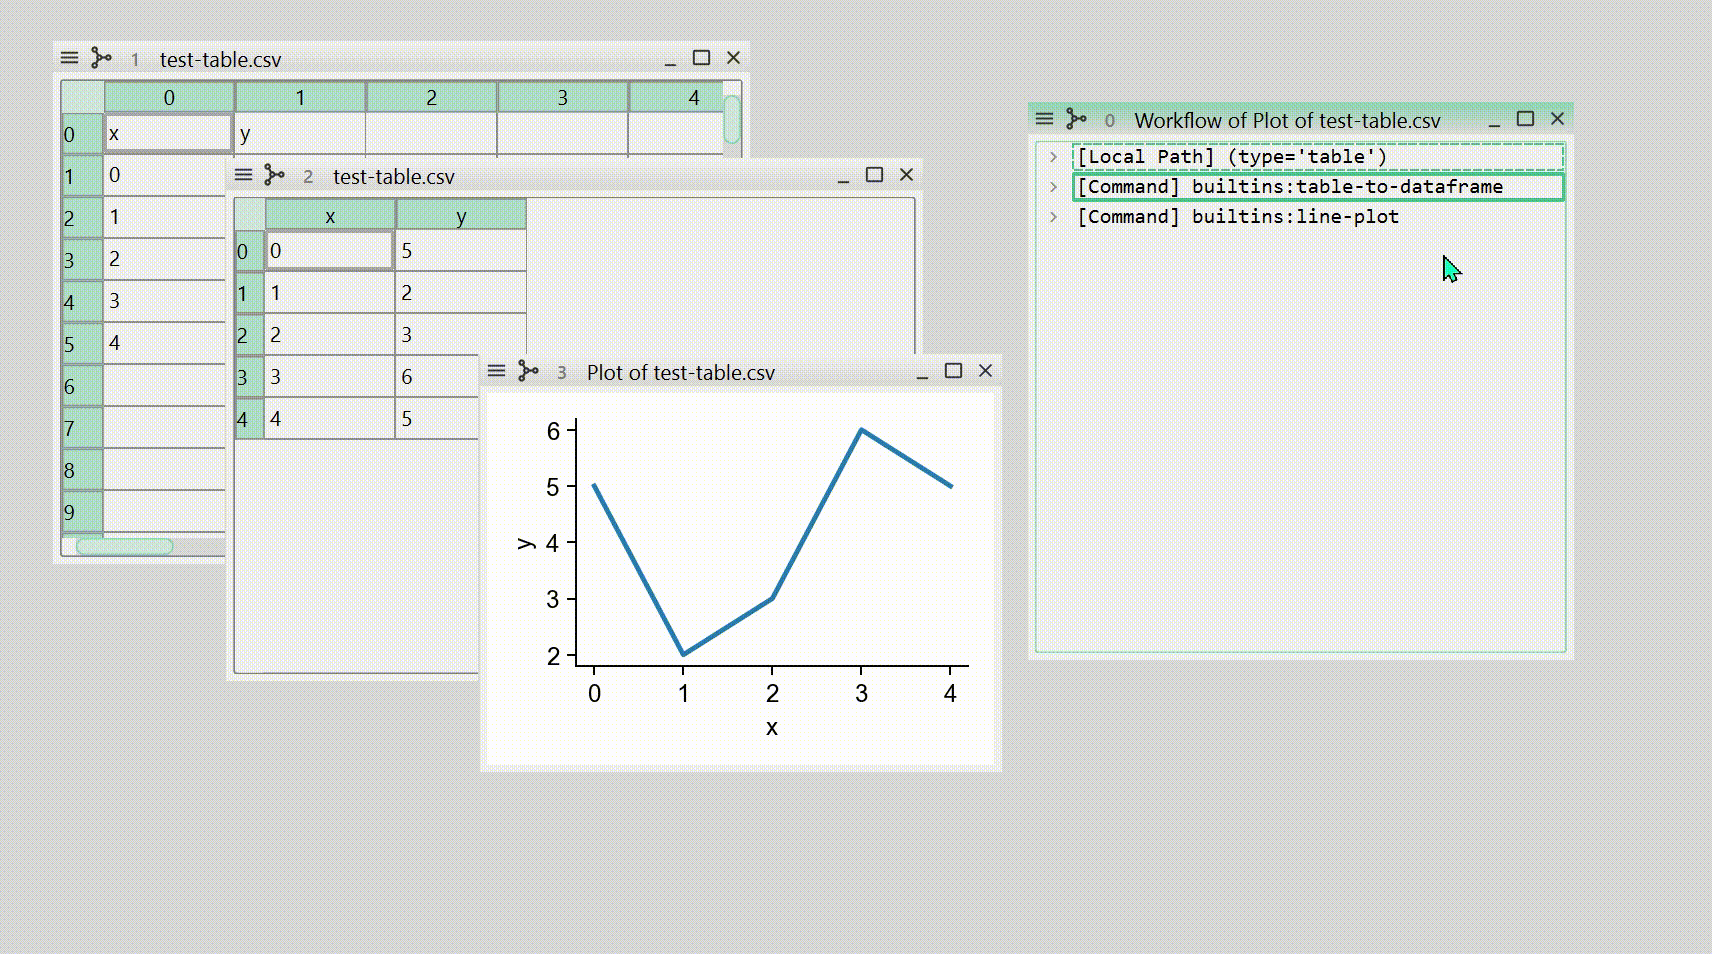 1 test-table.csv
0 1 2 3 4
0 x y
1 0
2 1
3 2
4 3
5 4
6
7
8
9
2 test-table.csv
x y
0 0 5
1 1 2
2 2 3
3 3 6
4 4 5
3 Plot of test-table.csv
6
5
4
3
2
y
0 1 2 3 4
x
0 Workflow of Plot of test-table.csv
[Local Path] (type='table')
[Command] builtins:table-to-dataframe
[Command] builtins:line-plot